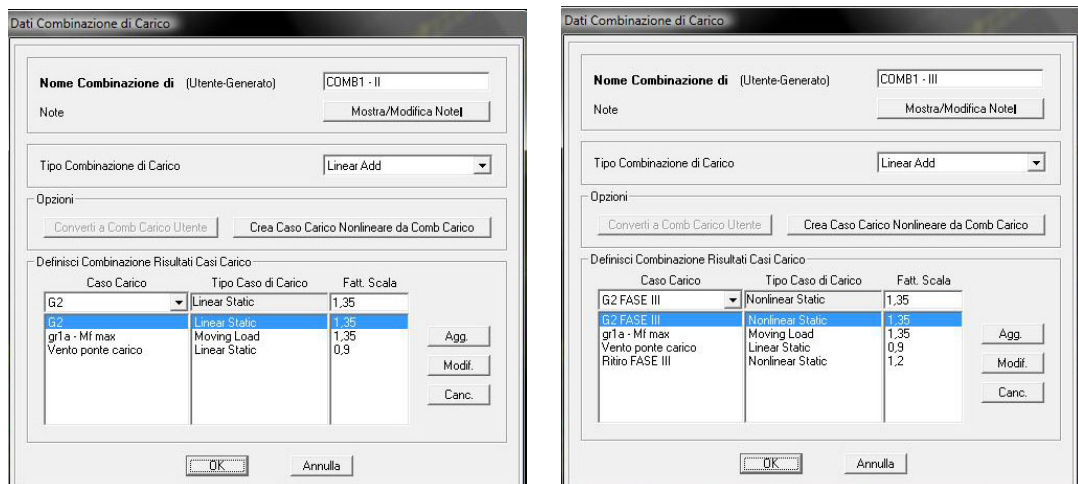 Dati Combinazione di Carico
Nome Combinazione di (Utente-Generato) COMB1 - II
Note Mostra/Modifica NoteI
Tipo Combinazione di Carico Linear Add
Opzioni
Converti a Comb Carico Utente Crea Caso Carico Nonlineare da Comb Carico
Definisci Combinazione Risultati Casi Carico
Caso Carico Tipo Caso di Carico Fatt. Scala
G2 Linear Static 1,35
G2 Linear Static 1,35
gr1a - Mf max Moving Load 1,35
Vento ponte carico Linear Static 0,9
Agg.
Modif.
Canc.
OK Annulla
Dati Combinazione di Carico
Nome Combinazione di (Utente-Generato) COMB1 - III
Note Mostra/Modifica NoteI
Tipo Combinazione di Carico Linear Add
Opzioni
Converti a Comb Carico Utente Crea Caso Carico Nonlineare da Comb Carico
Definisci Combinazione Risultati Casi Carico
Caso Carico Tipo Caso di Carico Fatt. Scala
G2 FASE III Nonlinear Static 1,35
G2 FASE III Nonlinear Static 1,35
gr1a - Mf max Moving Load 1,35
Vento ponte carico Linear Static 0,9
Ritiro FASE III Nonlinear Static 1,2
Agg.
Modif.
Canc.
OK Annulla